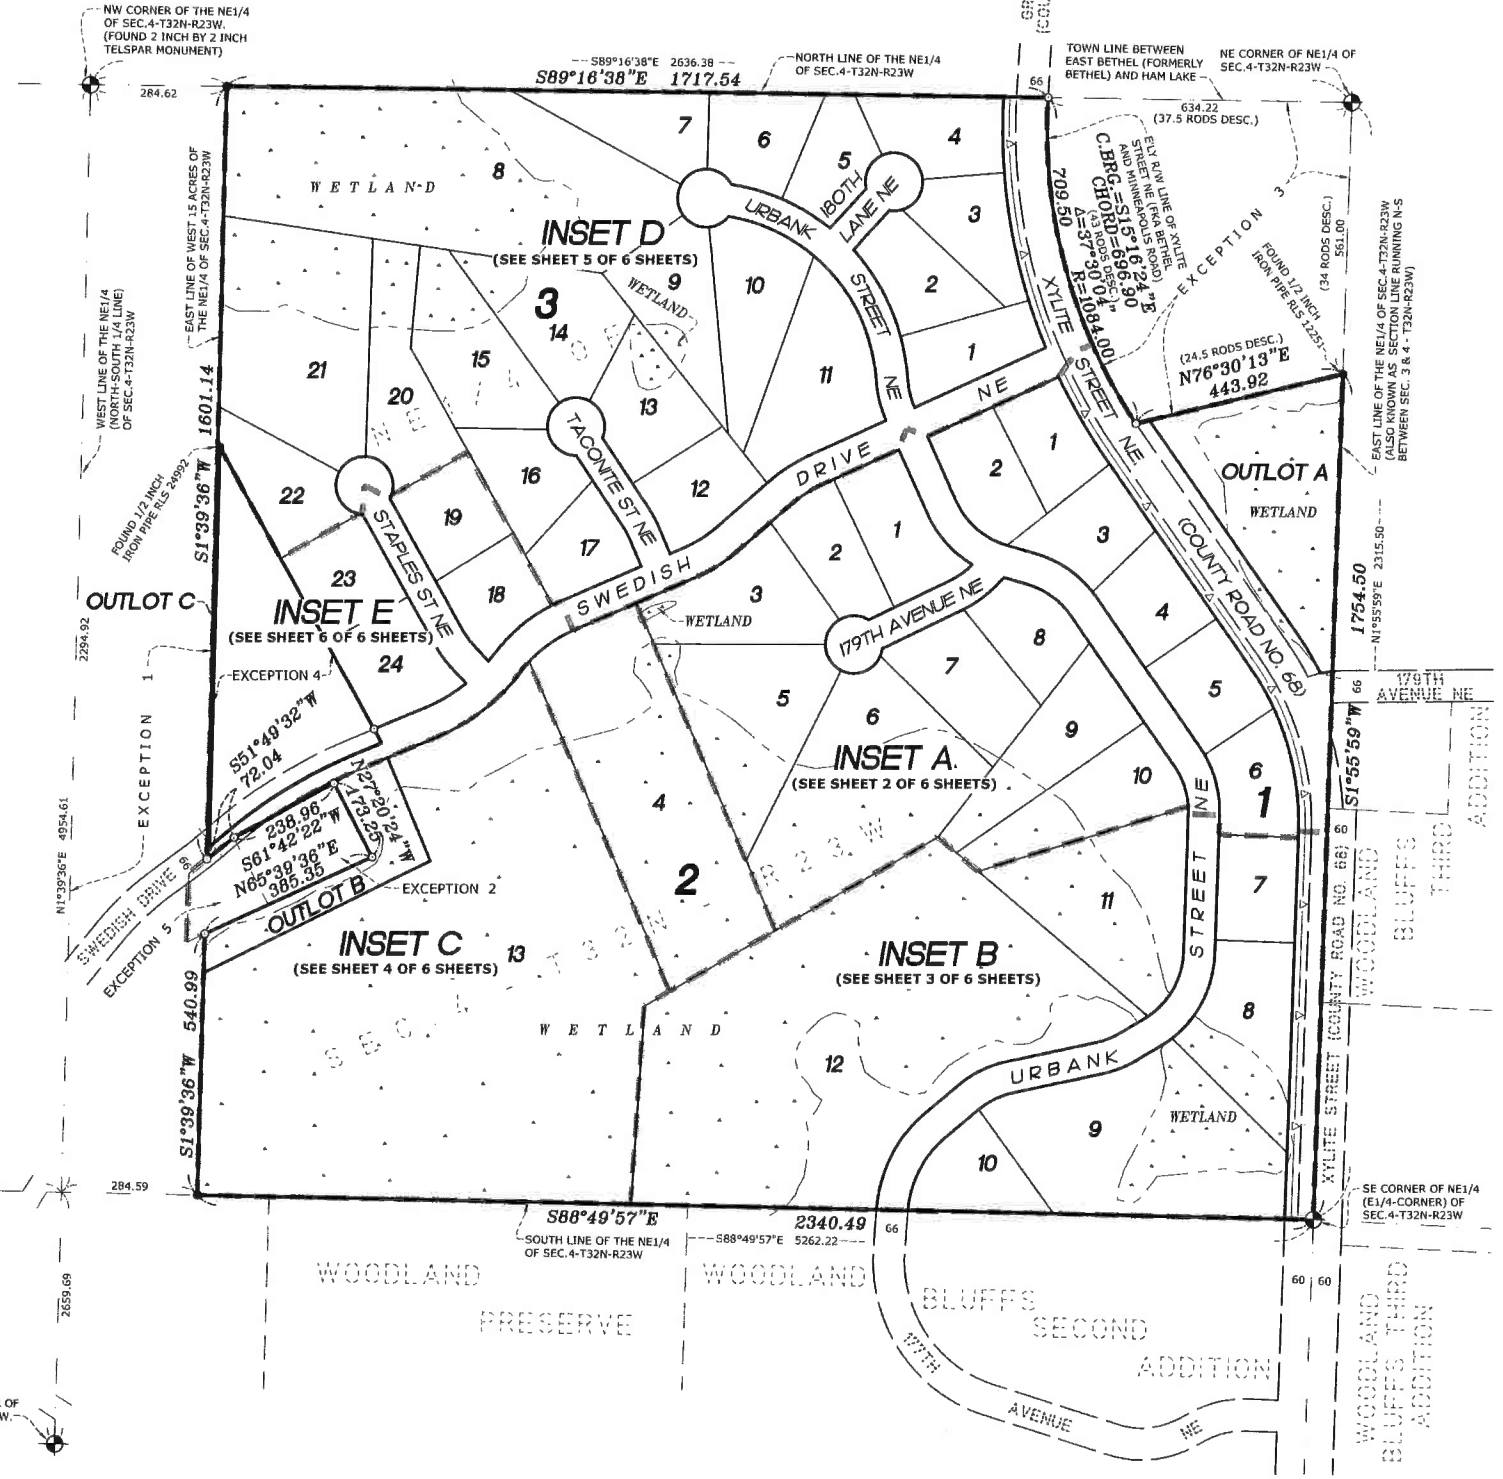 NW CORNER OF THE NE1/4
OF SEC.4-T32N-R23W.
(FOUND 2 INCH BY 2 INCH
TELSPAR MONUMENT)
S89°16'38"E 2636.38
S89°16'38"E 1717.54
NORTH LINE OF THE NE1/4
OF SEC.4-T32N-R23W
66
TOWN LINE BETWEEN
EAST BETHEL (FORMERLY
BETHEL) AND HAM LAKE
NE CORNER OF NE1/4 OF
SEC.4-T32N-R23W
284.62
634.22
(37.5 RODS DESC.)
EAST LINE OF WEST 15 ACRES OF
THE NE1/4 OF SEC.4-T32N-R23W
WEST LINE OF THE NE1/4
(NORTH-SOUTH 1/4 LINE)
OF SEC.4-T32N-R23W
WETLAND
8
7
6
5
4
180TH
LANE NE
3
2
1
URBANK
STREET
NE
INSET D
(SEE SHEET 5 OF 6 SHEETS)
9
WETLAND
10
11
3
14
15
13
21
20
16
12
22
19
17
23
18
24
TACONITE ST NE
STAPLES ST NE
E'LY R/W LINE OF XYLITE
STREET NE (FKA BETHEL
AND MINNEAPOLIS ROAD)
C.BRG.=S15°16'24"E
CHORD=696.90
(43 RODS DESC.)
Δ=37°30'04"
R=1084.00
709.50
EXCEPTION 3
FOUND 1/2 INCH
IRON PIPE RLS 12251
(34 RODS DESC.)
561.00
EAST LINE OF THE NE1/4 OF SEC.4-T32N-R23W
(ALSO KNOWN AS SECTION LINE RUNNING N-S
BETWEEN SEC. 3 & 4 - T32N-R23W)
(24.5 RODS DESC.)
N76°30'13"E
443.92
XYLITE STREET NE (COUNTY ROAD NO. 68)
OUTLOT A
WETLAND
1601.14
S1°39'36"W
FOUND 1/2 INCH
IRON PIPE RLS 24992
OUTLOT C
2294.92
INSET E
(SEE SHEET 6 OF 6 SHEETS)
EXCEPTION 4
EXCEPTION 1
SWEDISH DRIVE NE
WETLAND
1
2
3
179TH AVENUE NE
1
2
3
4
5
6
1
7
8
4
5
6
7
8
9
10
11
INSET A
(SEE SHEET 2 OF 6 SHEETS)
1754.50
N1°55'59"E 2315.50
66
179TH
AVENUE NE
S1°55'59"W
60
S51°49'32"W
72.04
N27°20'24"W
173.25
238.96
S61°42'22"W
N65°39'36"E
385.35
EXCEPTION 2
OUTLOT B
N1°39'36"E 4954.61
66
SWEDISH DRIVE
EXCEPTION 5
2
INSET C
(SEE SHEET 4 OF 6 SHEETS)
13
INSET B
(SEE SHEET 3 OF 6 SHEETS)
SEC. 4 - T32N - R23W
WETLAND
12
URBANK STREET NE
9
10
WETLAND
540.99
S1°39'36"W
XYLITE STREET (COUNTY ROAD NO. 68)
WOODLAND
BLUFFS
THIRD
ADDITION
284.59
S88°49'57"E
2340.49
SOUTH LINE OF THE NE1/4
OF SEC.4-T32N-R23W
S88°49'57"E 5262.22
66
SE CORNER OF NE1/4
(E1/4-CORNER) OF
SEC.4-T32N-R23W
2659.69
60 60
WOODLAND
PRESERVE
WOODLAND
BLUFFS
SECOND
ADDITION
177TH
AVENUE
NE
WOODLAND
BLUFFS THIRD
ADDITION
OF